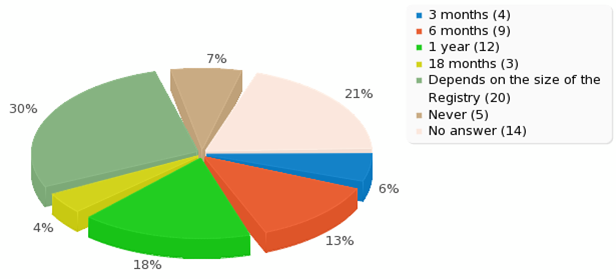 3 months (4)
6 months (9)
1 year (12)
18 months (3)
Depends on the size of the
Registry (20)
Never (5)
No answer (14)
7%
21%
30%
6%
4%
13%
18%